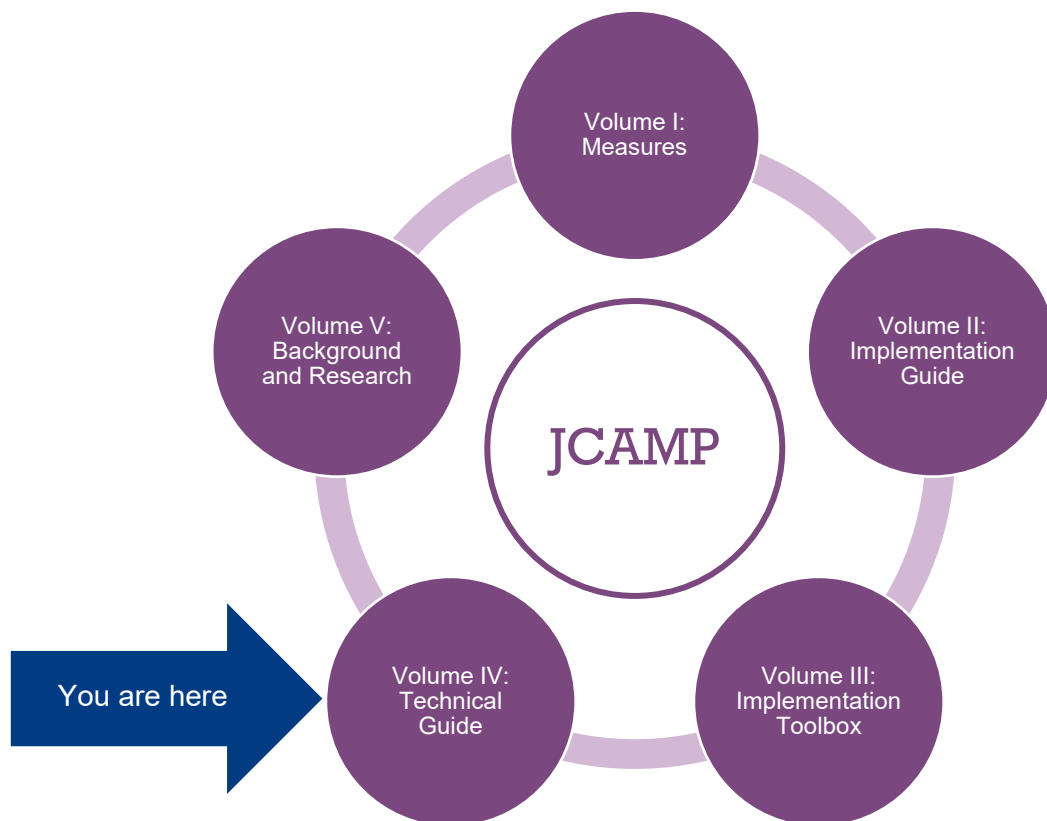 Volume I:
Measures
Volume II:
Implementation
Guide
Volume III:
Implementation
Toolbox
Volume IV:
Technical
Guide
Volume V:
Background
and Research
JCAMP
You are here